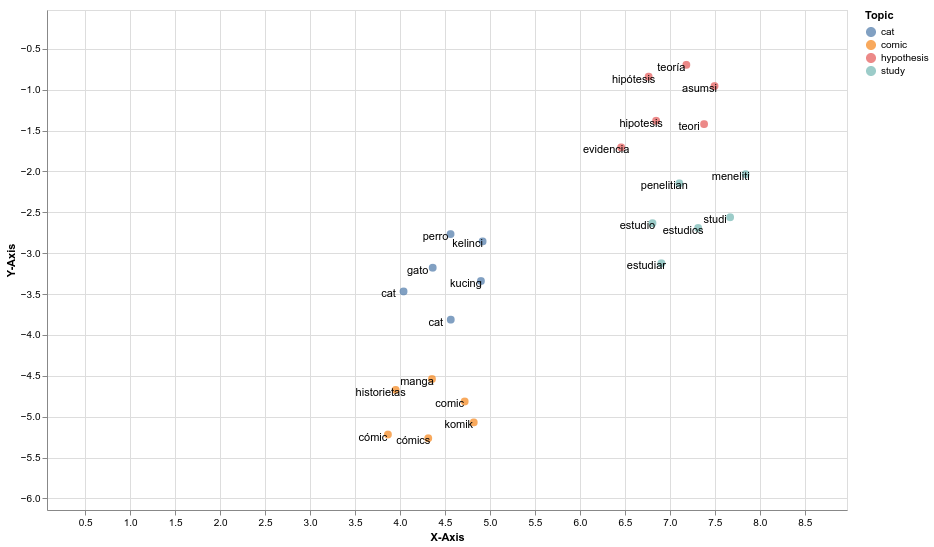 Topic
cat
comic
hypothesis
study
−0.5
−1.0
−1.5
−2.0
−2.5
−3.0
−3.5
−4.0
−4.5
−5.0
−5.5
−6.0
Y-Axis
teoría
hipótesis
asumsi
hipotesis
teori
evidencia
meneliti
penelitian
studi
estudio
estudios
perro
kelinci
estudiar
gato
kucing
cat
cat
manga
historietas
comic
komik
cómic
cómics
0.5
1.0
1.5
2.0
2.5
3.0
3.5
4.0
4.5
5.0
5.5
6.0
6.5
7.0
7.5
8.0
8.5
X-Axis